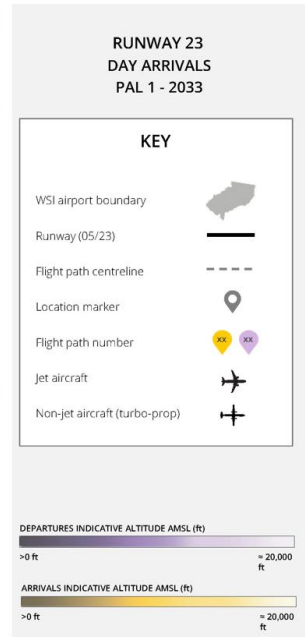 RUNWAY 23
DAY ARRIVALS
PAL 1 - 2033
KEY
WSI airport boundary
Runway (05/23)
Flight path centreline
Location marker
Flight path number
XX XX
Jet aircraft
Non-jet aircraft (turbo-prop)
DEPARTURES INDICATIVE ALTITUDE AMSL (ft)
>0 ft ≈ 20,000
ft
ARRIVALS INDICATIVE ALTITUDE AMSL (ft)
>0 ft ≈ 20,000
ft